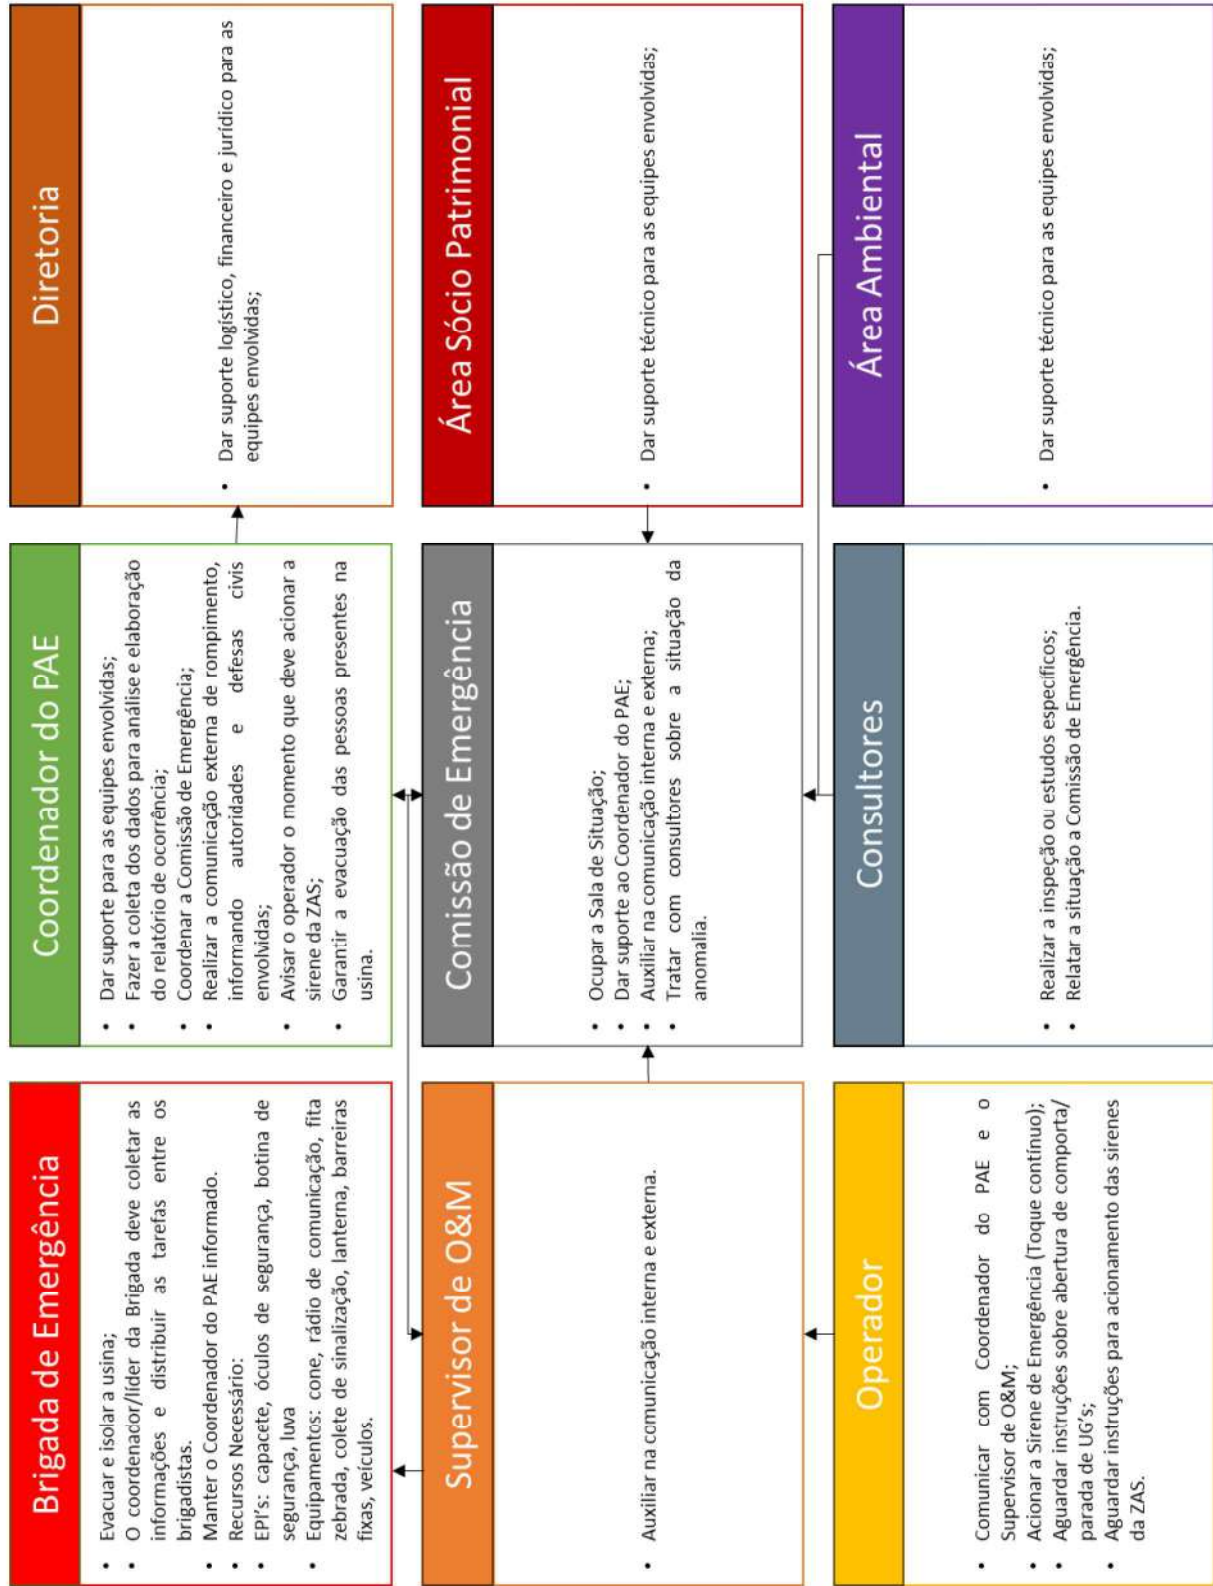 Brigada de Emergência
• Evacuar e isolar a usina;
• O coordenador/líder da Brigada deve coletar as
informações e distribuir as tarefas entre os
brigadistas.
• Manter o Coordenador do PAE informado.
• Recursos Necessário:
• EPI's: capacete, óculos de segurança, botina de
segurança, luva
• Equipamentos: cone, rádio de comunicação, fita
zebrada, colete de sinalização, lanterna, barreiras
fixas, veículos.
Coordenador do PAE
• Dar suporte para as equipes envolvidas;
• Fazer a coleta dos dados para análise e elaboração
do relatório de ocorrência;
• Coordenar a Comissão de Emergência;
• Realizar a comunicação externa de rompimento,
informando autoridades e defesas civis
envolvidas;
• Avisar o operador o momento que deve acionar a
sirene da ZAS;
• Garantir a evacuação das pessoas presentes na
usina.
Diretoria
• Dar suporte logístico, financeiro e jurídico para as
equipes envolvidas;
Supervisor de O&M
• Auxiliar na comunicação interna e externa.
Comissão de Emergência
• Ocupar a Sala de Situação;
• Dar suporte ao Coordenador do PAE;
• Auxiliar na comunicação interna e externa;
• Tratar com consultores sobre a situação da
anomalia.
Área Sócio Patrimonial
• Dar suporte técnico para as equipes envolvidas;
Operador
• Comunicar com Coordenador do PAE e o
Supervisor de O&M;
• Acionar a Sirene de Emergência (Toque contínuo);
• Aguardar instruções sobre abertura de comporta/
parada de UG's;
• Aguardar instruções para acionamento das sirenes
da ZAS.
Consultores
• Realizar a inspeção ou estudos específicos;
• Relatar a situação a Comissão de Emergência.
Área Ambiental
• Dar suporte técnico para as equipes envolvidas;